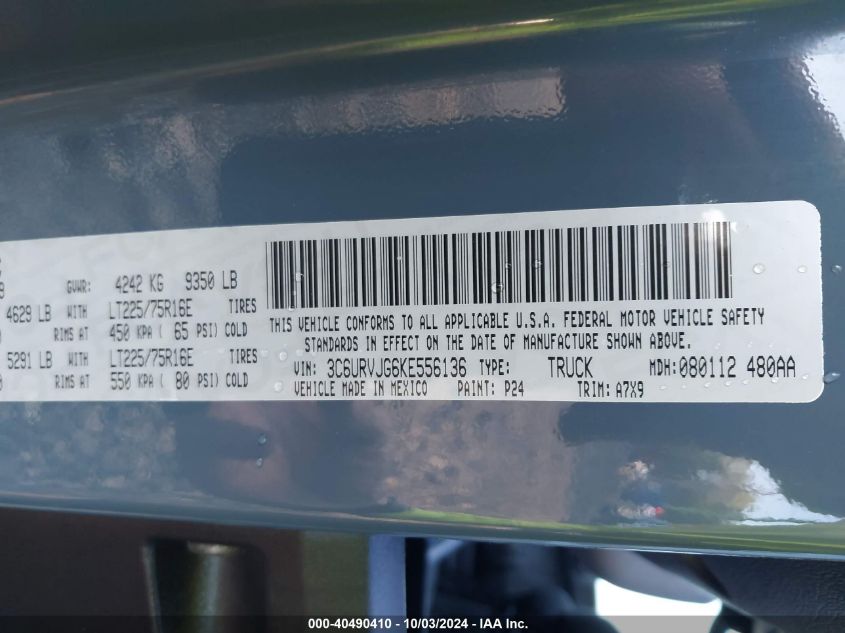 GVWR: 4242 KG 9350 LB
4629 LB WITH LT225/75R16E TIRES
RIMS AT 450 KPA ( 65 PSI) COLD
5291 LB WITH LT225/75R16E TIRES
RIMS AT 550 KPA ( 80 PSI) COLD
THIS VEHICLE CONFORMS TO ALL APPLICABLE U.S.A. FEDERAL MOTOR VEHICLE SAFETY
STANDARDS IN EFFECT ON THE DATE OF MANUFACTURE SHOWN ABOVE.
VIN: 3C6URVJG6KE556136 TYPE: TRUCK MDH:080112 480AA
VEHICLE MADE IN MEXICO PAINT: P24 TRIM: A7X9
000-40490410 - 10/03/2024 - Copyright © 2024 - IAA Inc.